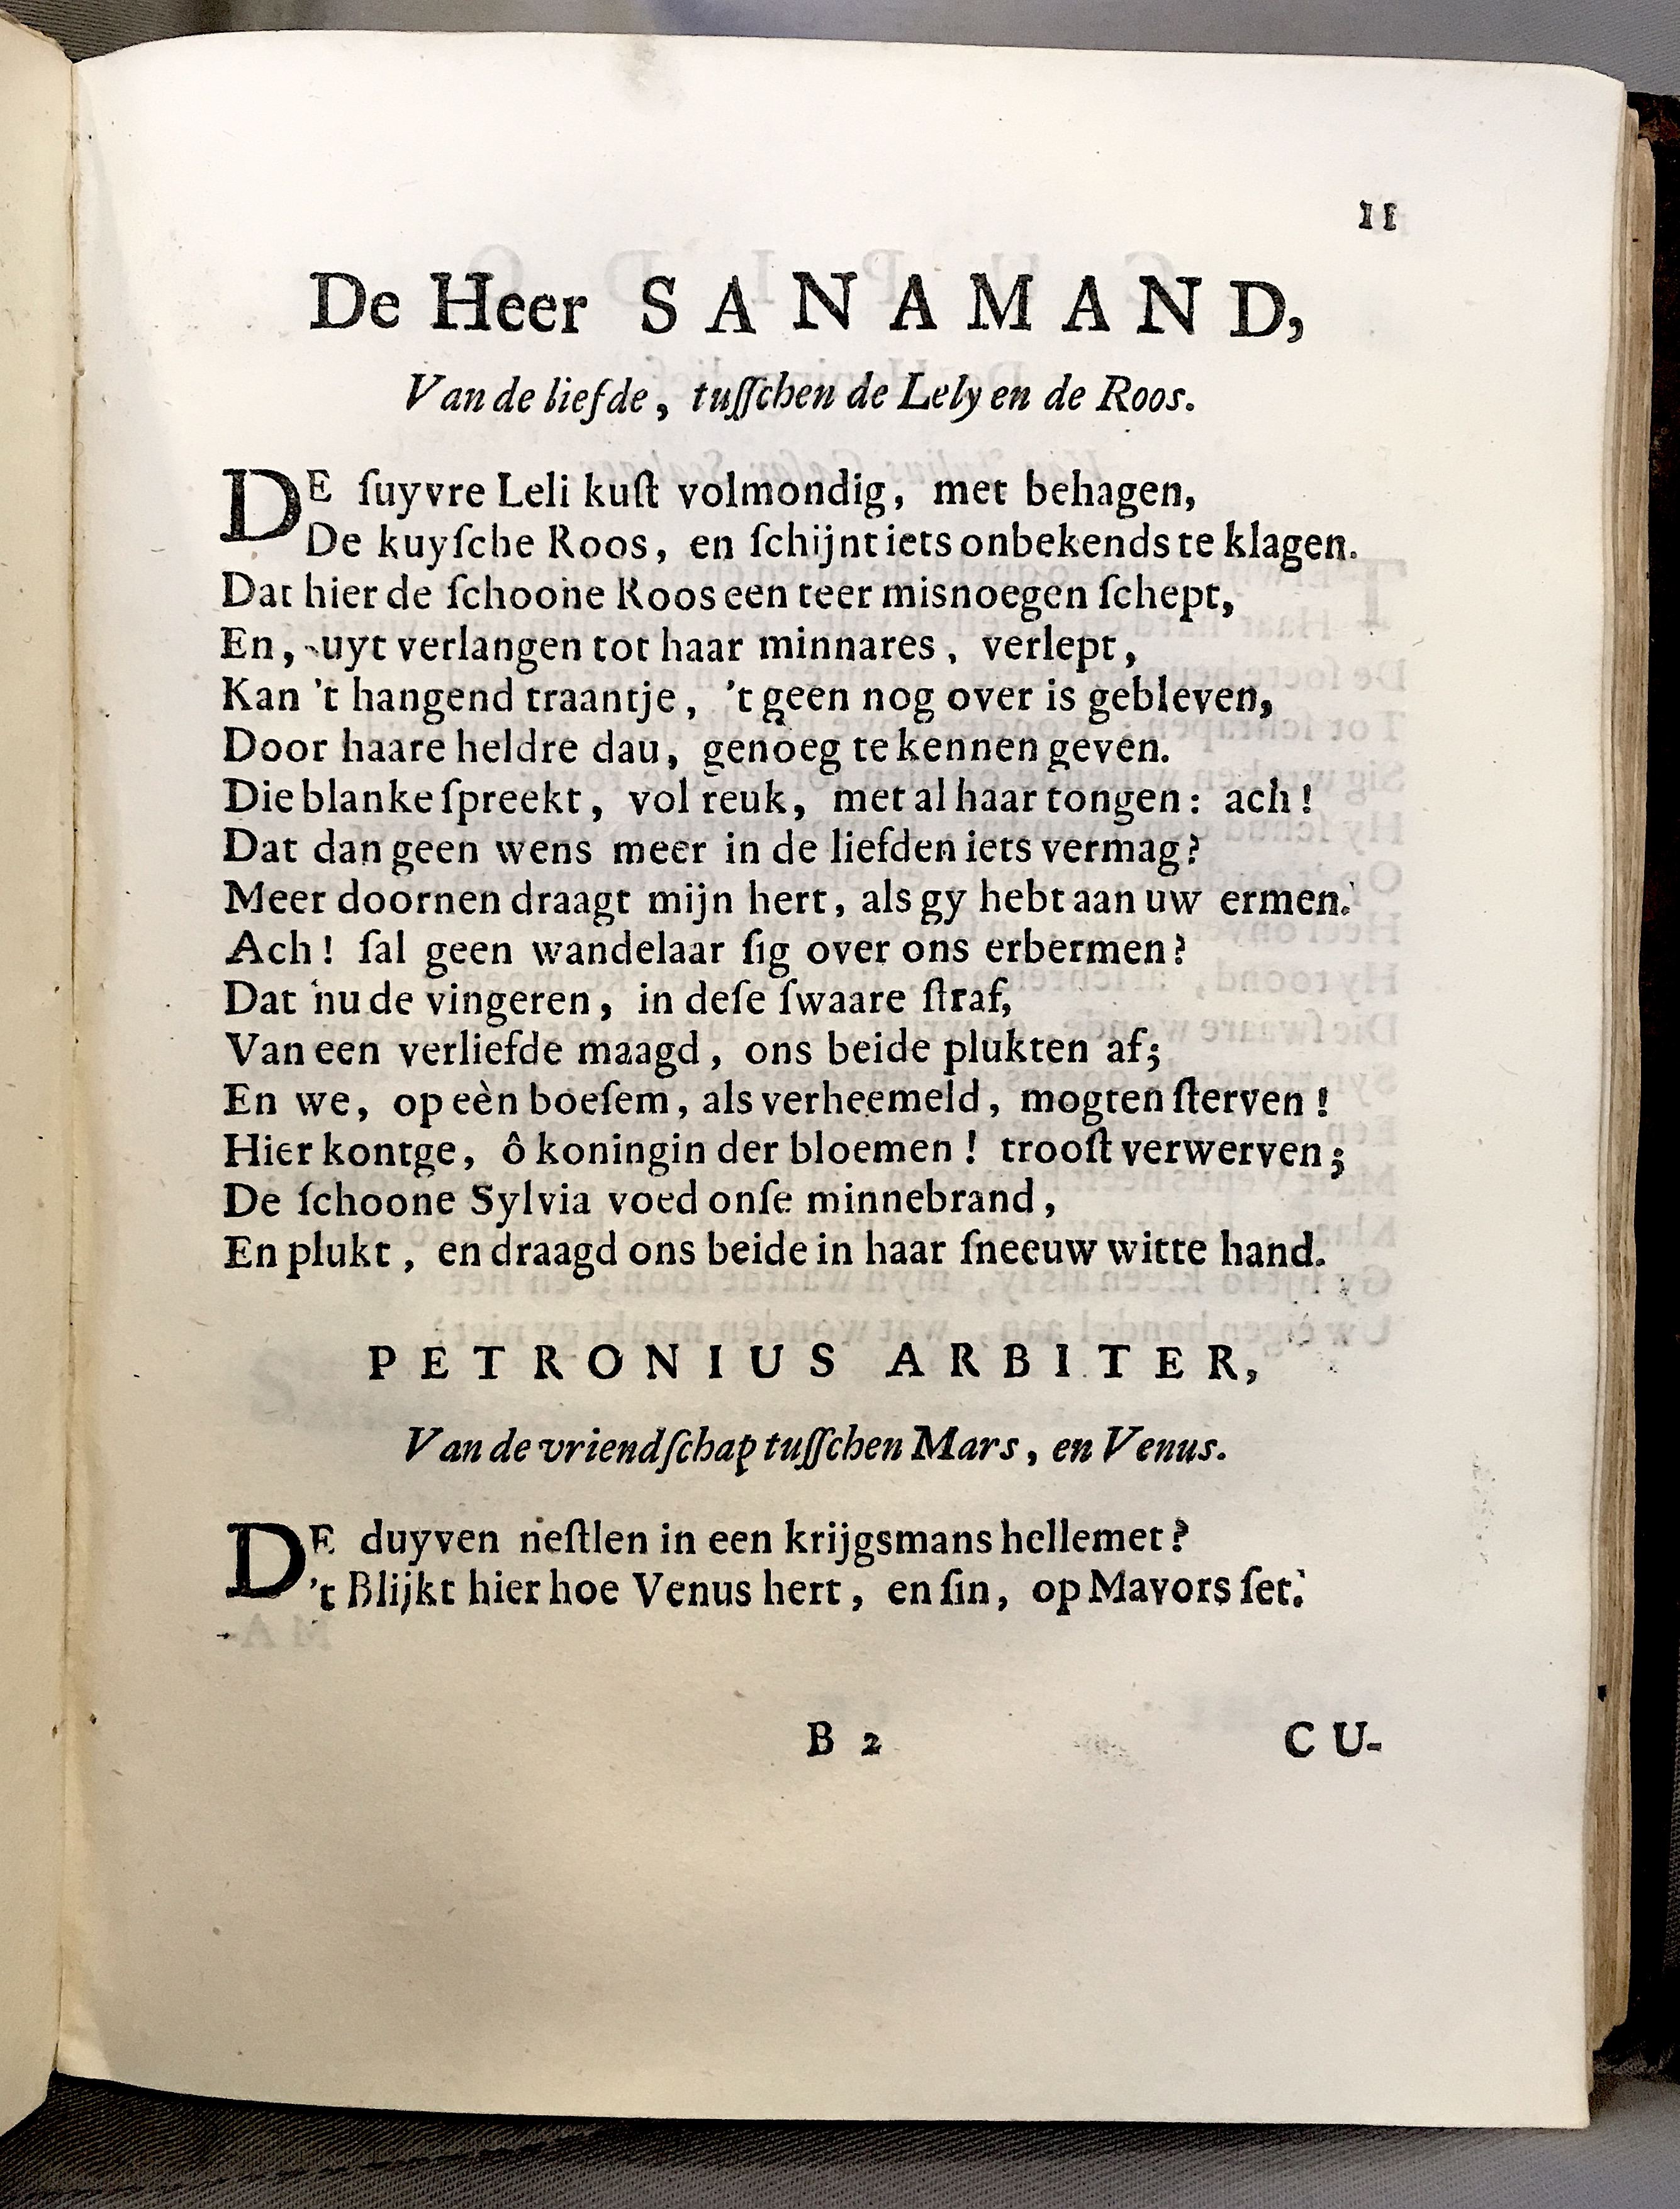 11
De Heer SANAMAND,
Van de liefde, tuſſchen de Lely en de Roos.
DE ſuyvre Leli kuſt volmondig, met behagen,
De kuyſche Roos, en ſchijnt iets onbekends te klagen.
Dat hier de ſchoone Roos een teer misnoegen ſchept,
En, uyt verlangen tot haar minnares, verlept,
Kan 't hangend traantje, 't geen nog over is gebleven,
Door haare heldre dau, genoeg te kennen geven.
Die blanke ſpreekt, vol reuk, met al haar tongen: ach!
Dat dan geen wens meer in de liefden iets vermag?
Meer doornen draagt mijn hert, als gy hebt aan uw ermen.
Ach! ſal geen wandelaar ſig over ons erbermen?
Dat nu de vingeren, in deſe ſwaare ſtraf,
Van een verliefde maagd, ons beide plukten af;
En we, op eèn boeſem, als verheemeld, mogten ſterven!
Hier kontge, ô koningin der bloemen! trooſt verwerven;
De ſchoone Sylvia voed onſe minnebrand,
En plukt, en draagd ons beide in haar ſneeuw witte hand.
PETRONIUS ARBITER,
Van de vriendſchap tuſſchen Mars, en Venus.
DE duyven neſtlen in een krijgsmans hellemet?
't Blijkt hier hoe Venus hert, en ſin, op Mavors ſet.
B 2 CU-